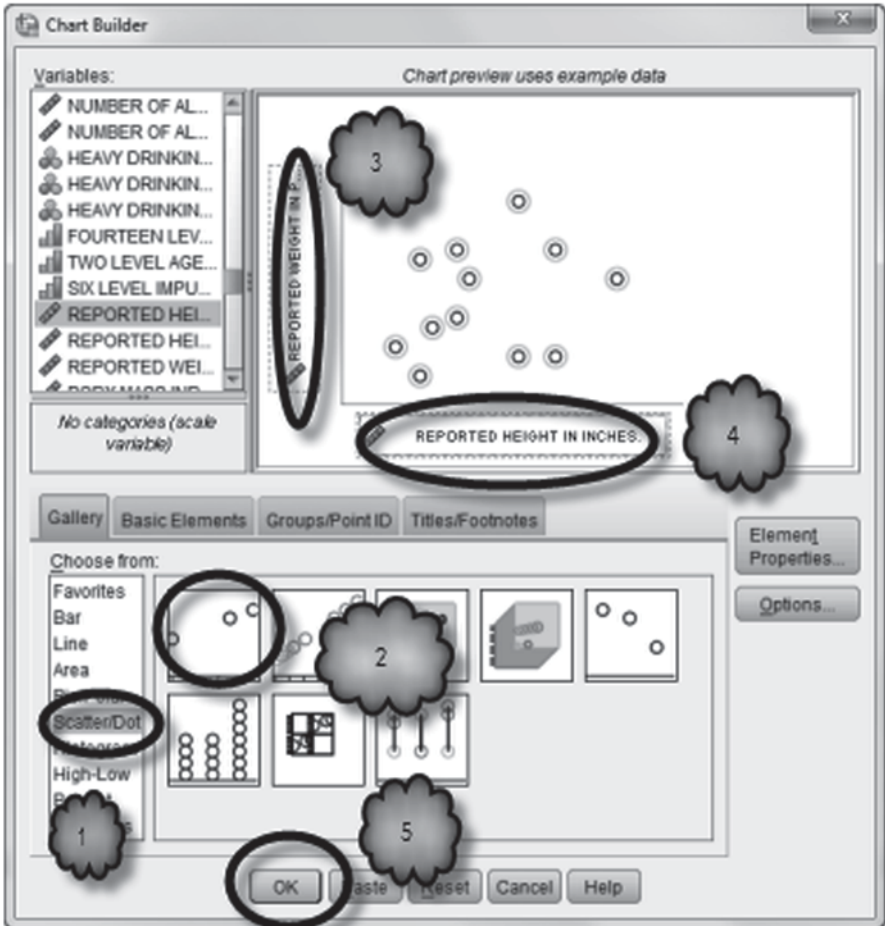 Chart Builder
Variables:
Chart preview uses example data
NUMBER OF AL...
NUMBER OF AL...
HEAVY DRINKIN...
HEAVY DRINKIN...
HEAVY DRINKIN...
FOURTEEN LEV...
TWO LEVEL AGE...
SIX LEVEL IMPU...
REPORTED HEI...
REPORTED HEI...
REPORTED WEI...
No categories (scale
variable)
REPORTED WEIGHT IN P...
3
REPORTED HEIGHT IN INCHES.
4
Gallery
Basic Elements
Groups/Point ID
Titles/Footnotes
Element
Properties...
Options...
Choose from:
Favorites
Bar
Line
Area
Scatter/Dot
High-Low
1
2
5
OK
Cancel
Help